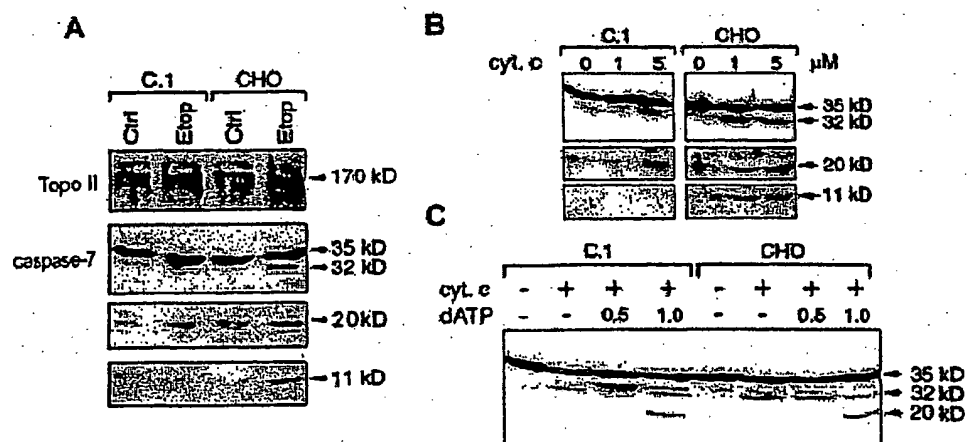 A
C.1 CHO
Ctrl Etop Ctrl Etop
Topo II 170 kD
caspase-7 35 kD
32 kD
20kD
11 kD
B
C.1 CHO
cyt. c 0 1 5 0 1 5 μM
35 kD
32 kD
20 kD
11 kD
C
C.1 CHO
cyt. c - + + + - + + +
dATP - - 0.5 1.0 - - 0.5 1.0
35 kD
32 kD
20 kD